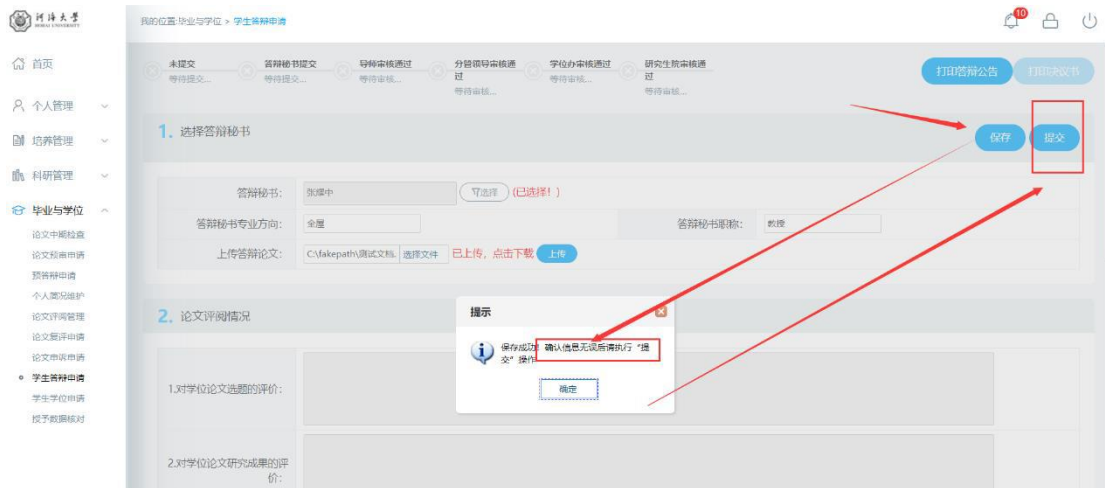 河海大学
HOHAI UNIVERSITY
我的位置:毕业与学位 > 学生答辩申请
10
首页
个人管理
培养管理
科研管理
毕业与学位
论文中期检查
论文预审申请
预答辩申请
个人简况维护
论文评阅管理
论文复评申请
论文申诉申请
学生答辩申请
学生学位申请
授予数据核对
未提交
等待提交...
答辩秘书提交
等待提交...
导师审核通过
等待审核...
分管领导审核通
过
等待审核...
学位办审核通过
等待审核...
研究生院审核通
过
等待审核...
打印答辩公告
打印决议书
1. 选择答辩秘书
保存
提交
答辩秘书:
选择
(已选择! )
答辩秘书专业方向:
金属
答辩秘书职称:
教授
上传答辩论文:
C:\fakepath\测试文档.
选择文件
已上传，点击下载
上传
2. 论文评阅情况
提示
保存成功! 确认信息无误后请执行“提
交”操作
确定
1.对学位论文选题的评价:
2.对学位论文研究成果的评
价: